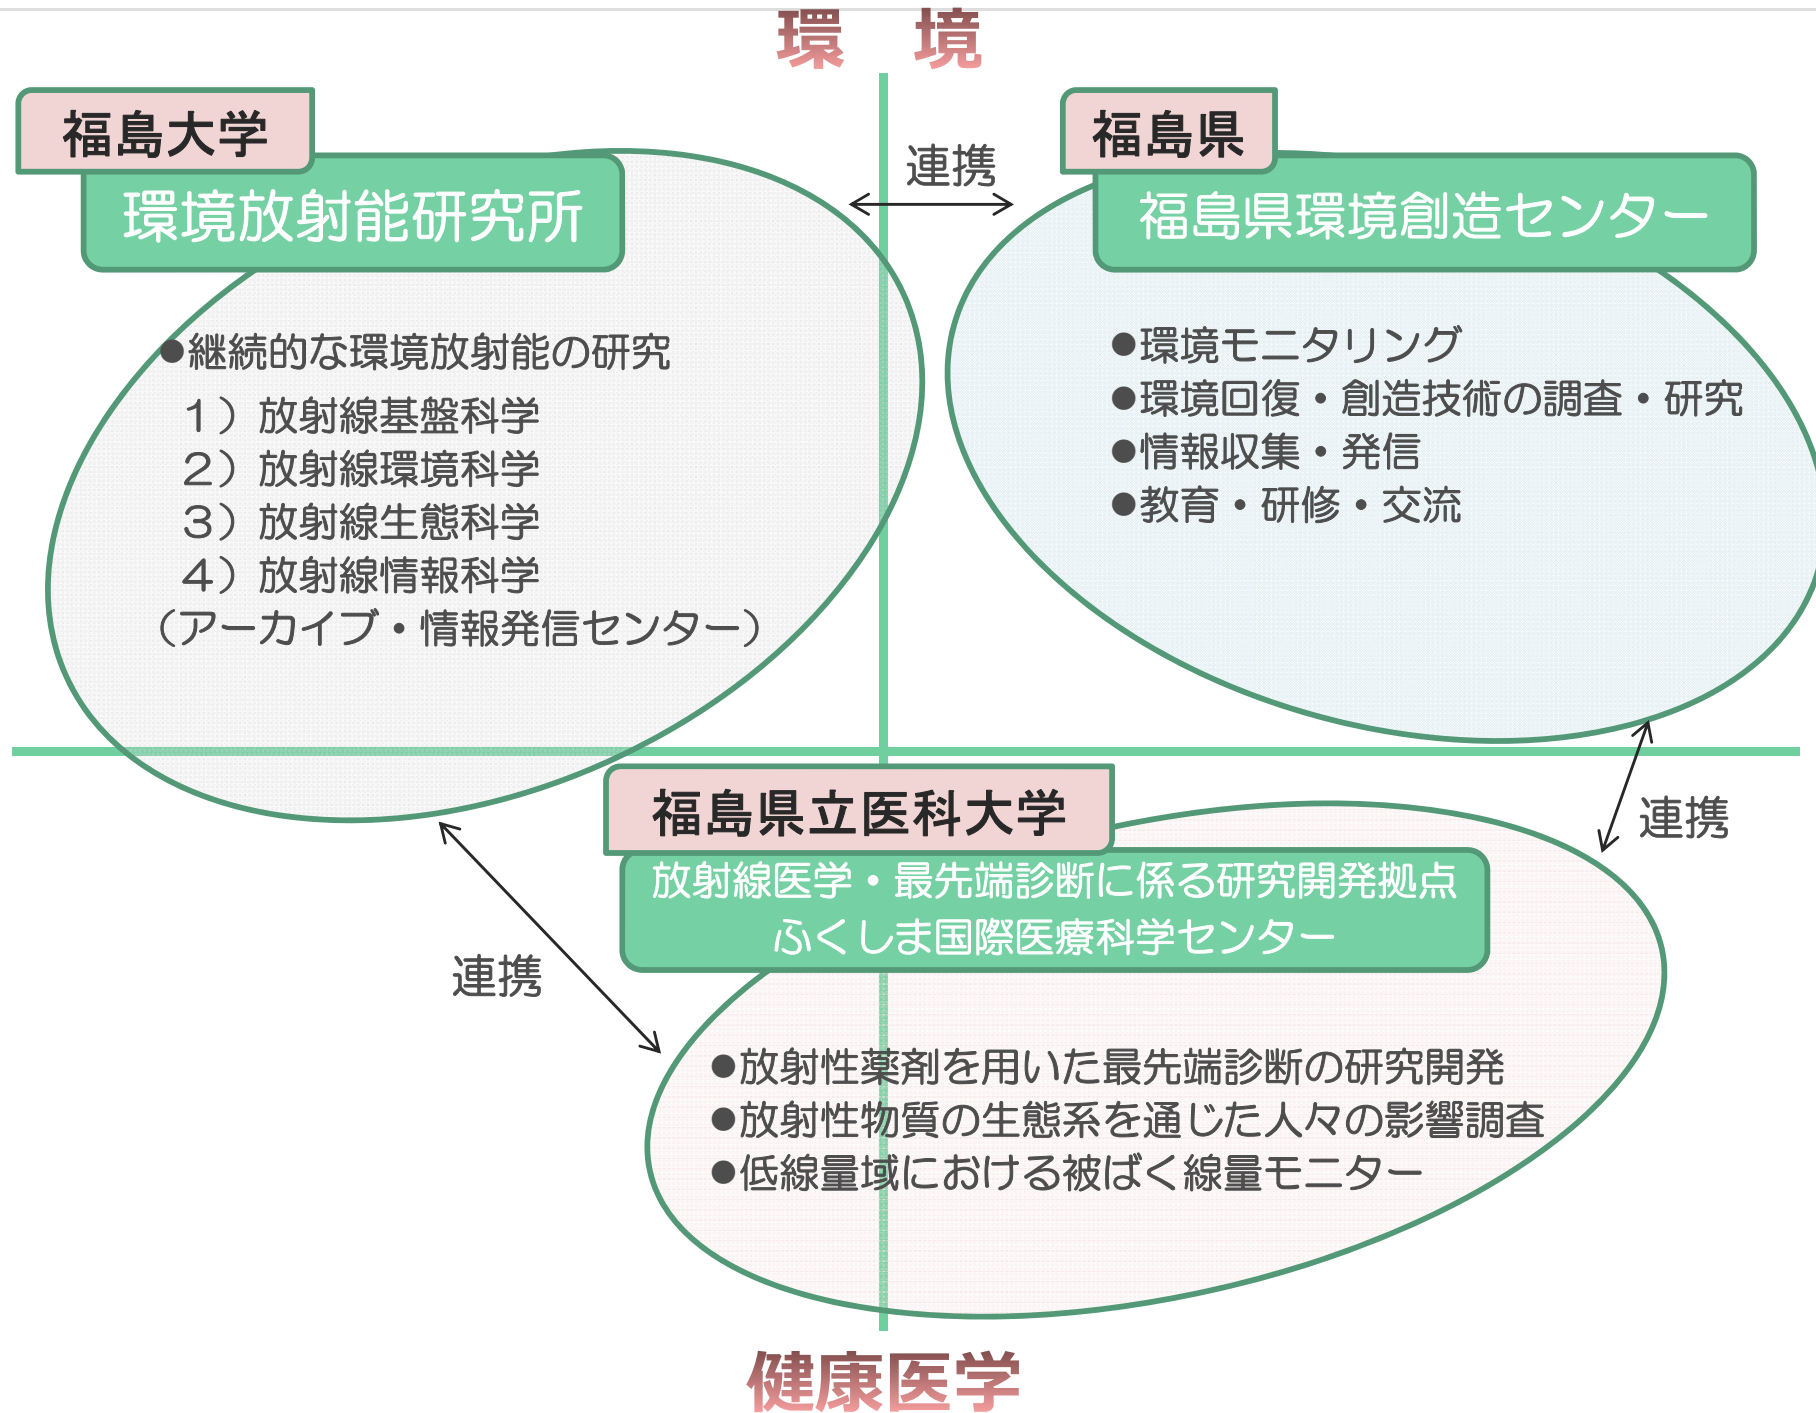 環　境
福島大学
環境放射能研究所
●継続的な環境放射能の研究
１）放射線基盤科学
２）放射線環境科学
３）放射線生態科学
４）放射線情報科学
（アーカイブ・情報発信センター）
連携
福島県
福島県環境創造センター
●環境モニタリング
●環境回復・創造技術の調査・研究
●情報収集・発信
●教育・研修・交流
連携
連携
福島県立医科大学
放射線医学・最先端診断に係る研究開発拠点
ふくしま国際医療科学センター
●放射性薬剤を用いた最先端診断の研究開発
●放射性物質の生態系を通じた人々の影響調査
●低線量域における被ばく線量モニター
健康医学